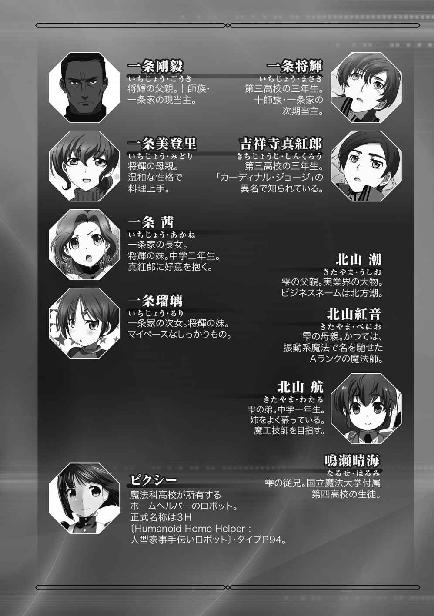 一条剛毅
いちじょう・ごうき
将輝の父親。十師族・
一条家の現当主。
一条将輝
いちじょう・まさき
第三高校の三年生。
十師族・一条家の
次期当主。
一条美登里
いちじょう・みどり
将輝の母親。
温和な性格で
料理上手。
吉祥寺真紅郎
きちじょうじ・しんくろう
第三高校の三年生。
「カーディナル・ジョージ」の
異名で知られている。
一条 茜
いちじょう・あかね
一条家の長女。
将輝の妹。中学二年生。
真紅郎に好意を抱く。
一条瑠璃
いちじょう・るり
一条家の次女。将輝の妹。
マイペースなしっかりもの。
北山 潮
きたやま・うしお
雫の父親。実業界の大物。
ビジネスネームは北方潮。
北山紅音
きたやま・べにお
雫の母親。かつては、
振動系魔法で名を馳せた
Aランクの魔法師。
北山 航
きたやま・わたる
雫の弟。中学一年生。
姉をよく慕っている。
魔工技師を目指す。
鳴瀬晴海
なるせ・はるみ
雫の従兄。国立魔法大学付属
第四高校の生徒。
ピクシー
魔法科高校が所有する
ホームヘルパーのロボット。
正式名称は3H
(Humanoid Home Helper:
人型家事手伝いロボット)・タイプP94。